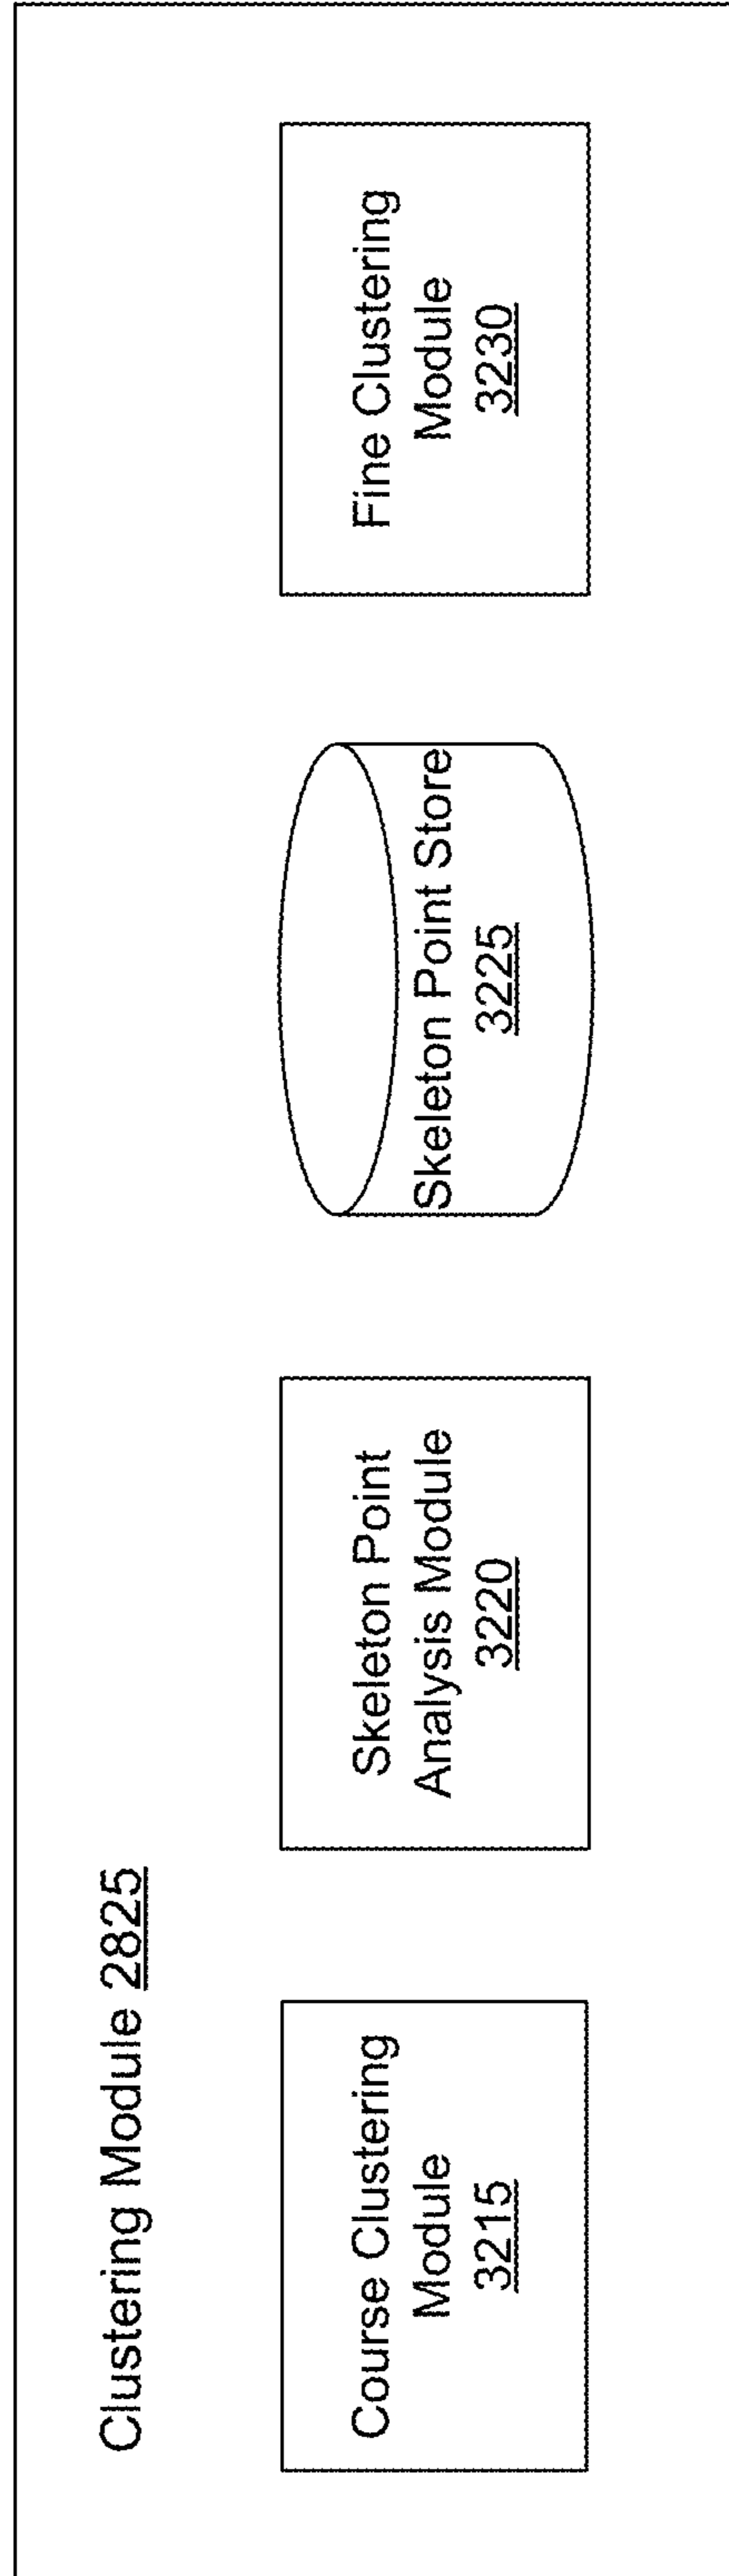 Clustering Module 2825
Course Clustering
Module
3215
Skeleton Point
Analysis Module
3220
Skeleton Point Store
3225
Fine Clustering
Module
3230